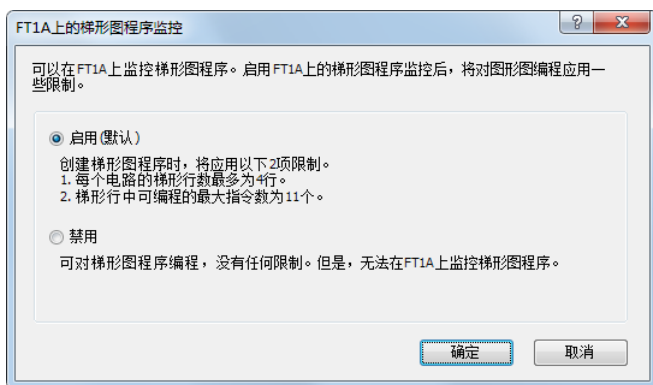 FT1A上的梯形图程序监控
可以在FT1A上监控梯形图程序。启用FT1A上的梯形图程序监控后，将对图形图编程应用一
些限制。
启用(默认)
创建梯形图程序时，将应用以下2项限制。
1. 每个电路的梯形行数最多为4行。
2. 梯形行中可编程的最大指令数为11个。
禁用
可对梯形图程序编程，没有任何限制。但是，无法在FT1A上监控梯形图程序。
确定
取消